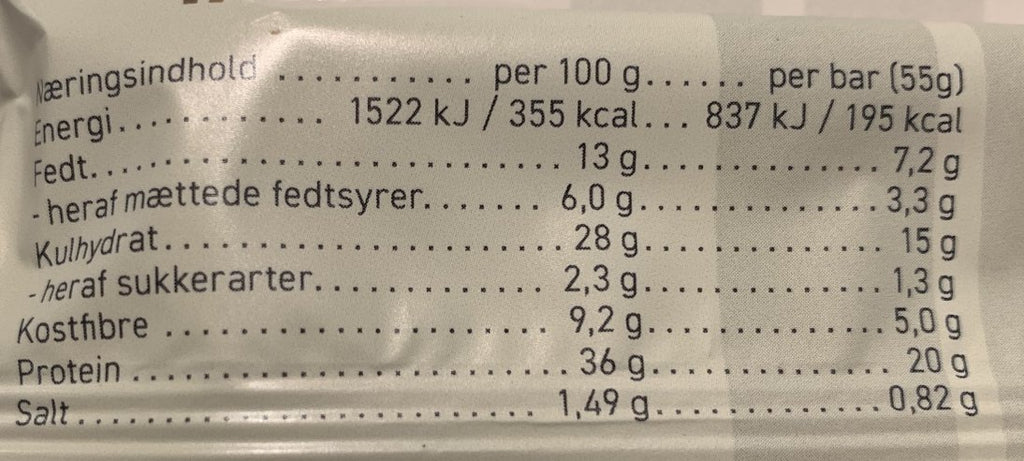 Næringsindhold ........... per 100 g...... per bar (55g)
Energi............ 1522 kJ / 355 kcal... 837 kJ / 195 kcal
Fedt............................ 13 g.............. 7,2 g
- heraf mættede fedtsyrer....... 6,0 g.............. 3,3 g
Kulhydrat....................... 28 g.............. 15 g
- heraf sukkerarter............. 2,3 g.............. 1,3 g
Kostfibre ...................... 9,2 g.............. 5,0 g
Protein ........................ 36 g.............. 20 g
Salt ........................... 1,49 g............. 0,82 g